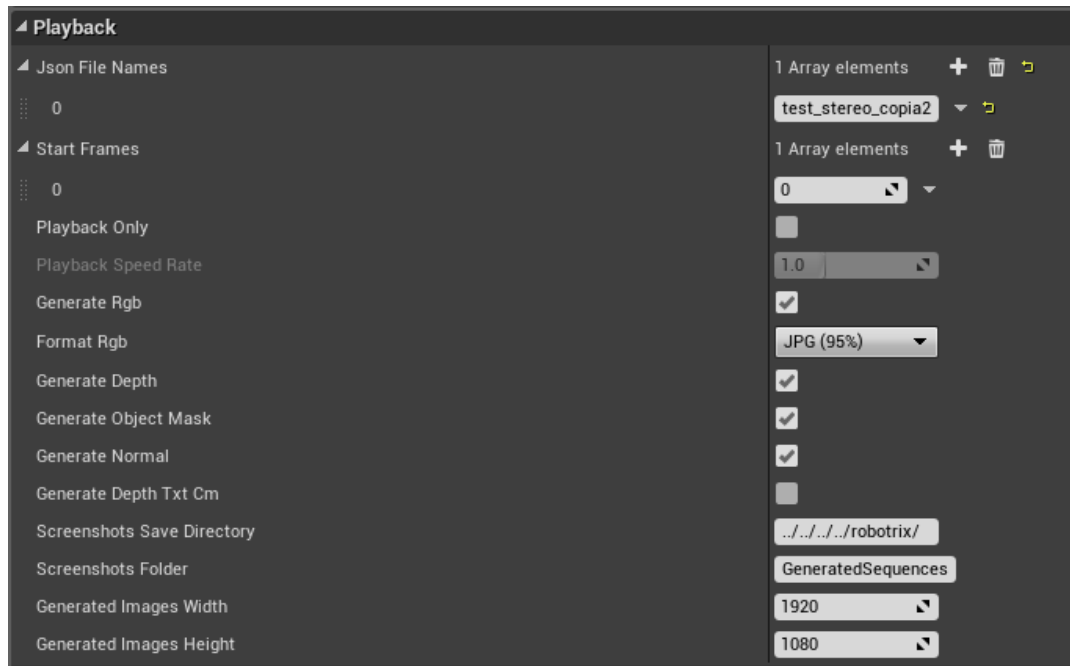 Playback
Json File Names 1 Array elements
0 test_stereo_copia2
Start Frames 1 Array elements
0 0
Playback Only
Playback Speed Rate 1.0
Generate Rgb
Format Rgb JPG (95%)
Generate Depth
Generate Object Mask
Generate Normal
Generate Depth Txt Cm
Screenshots Save Directory ../../../../robotrix/
Screenshots Folder GeneratedSequences
Generated Images Width 1920
Generated Images Height 1080